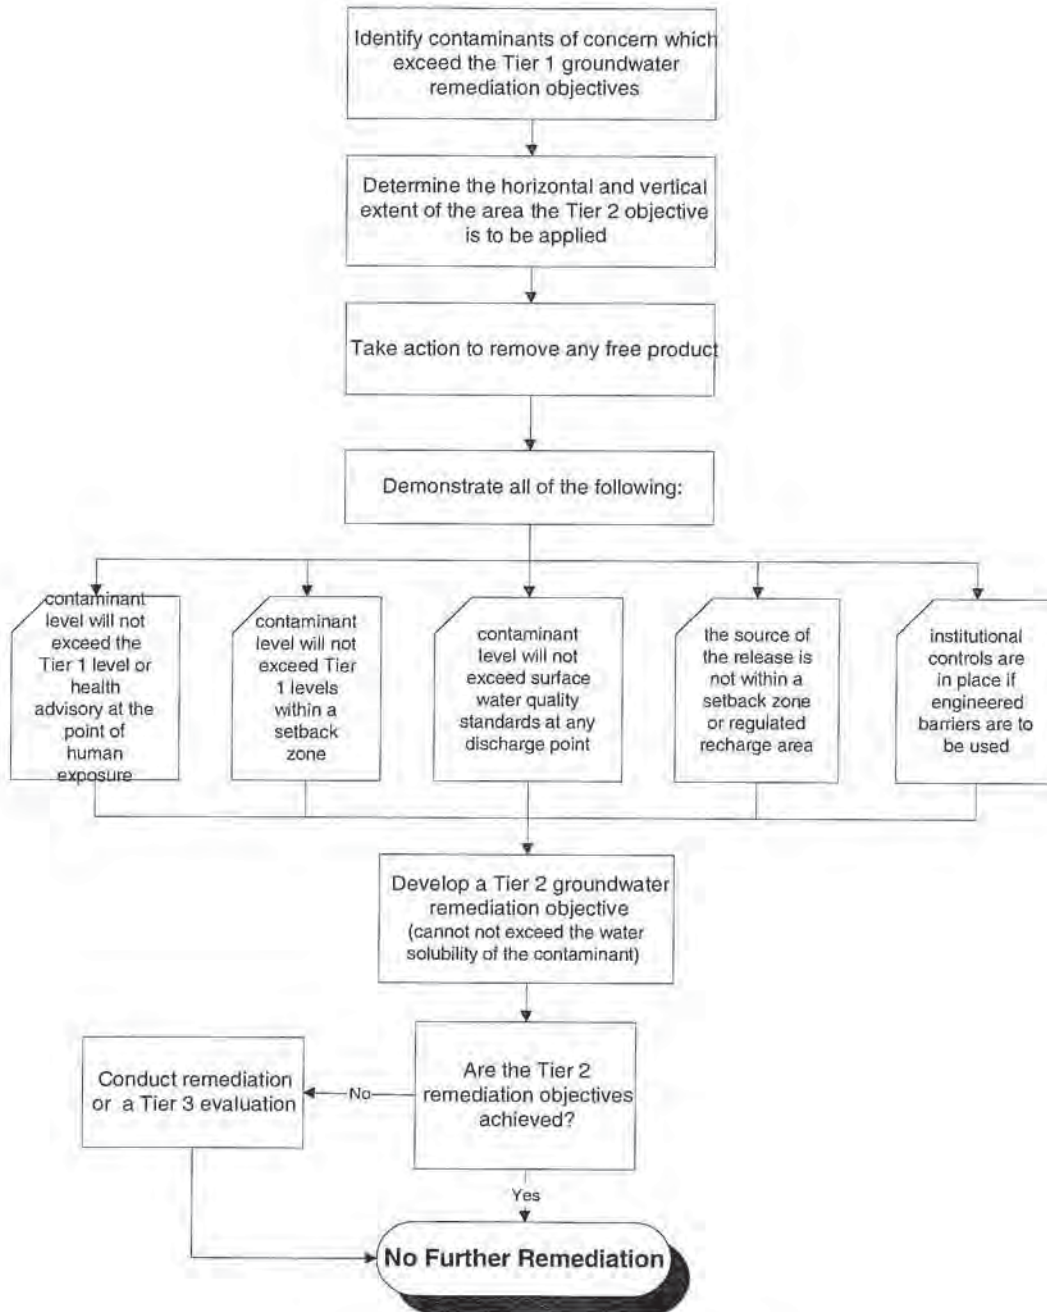 Identify contaminants of concern which
exceed the Tier 1 groundwater
remediation objectives
Determine the horizontal and vertical
extent of the area the Tier 2 objective
is to be applied
Take action to remove any free product
Demonstrate all of the following:
contaminant
level will not
exceed the
Tier 1 level or
health
advisory at the
point of
human
exposure
contaminant
level will not
exceed Tier
1 levels
within a
setback
zone
contaminant
level will not
exceed surface
water quality
standards at any
discharge point
the source of
the release is
not within a
setback zone
or regulated
recharge area
institutional
controls are
in place if
engineered
barriers are to
be used
Develop a Tier 2 groundwater
remediation objective
(cannot not exceed the water
solubility of the contaminant)
Are the Tier 2
remediation objectives
achieved?
No
Conduct remediation
or a Tier 3 evaluation
Yes
No Further Remediation